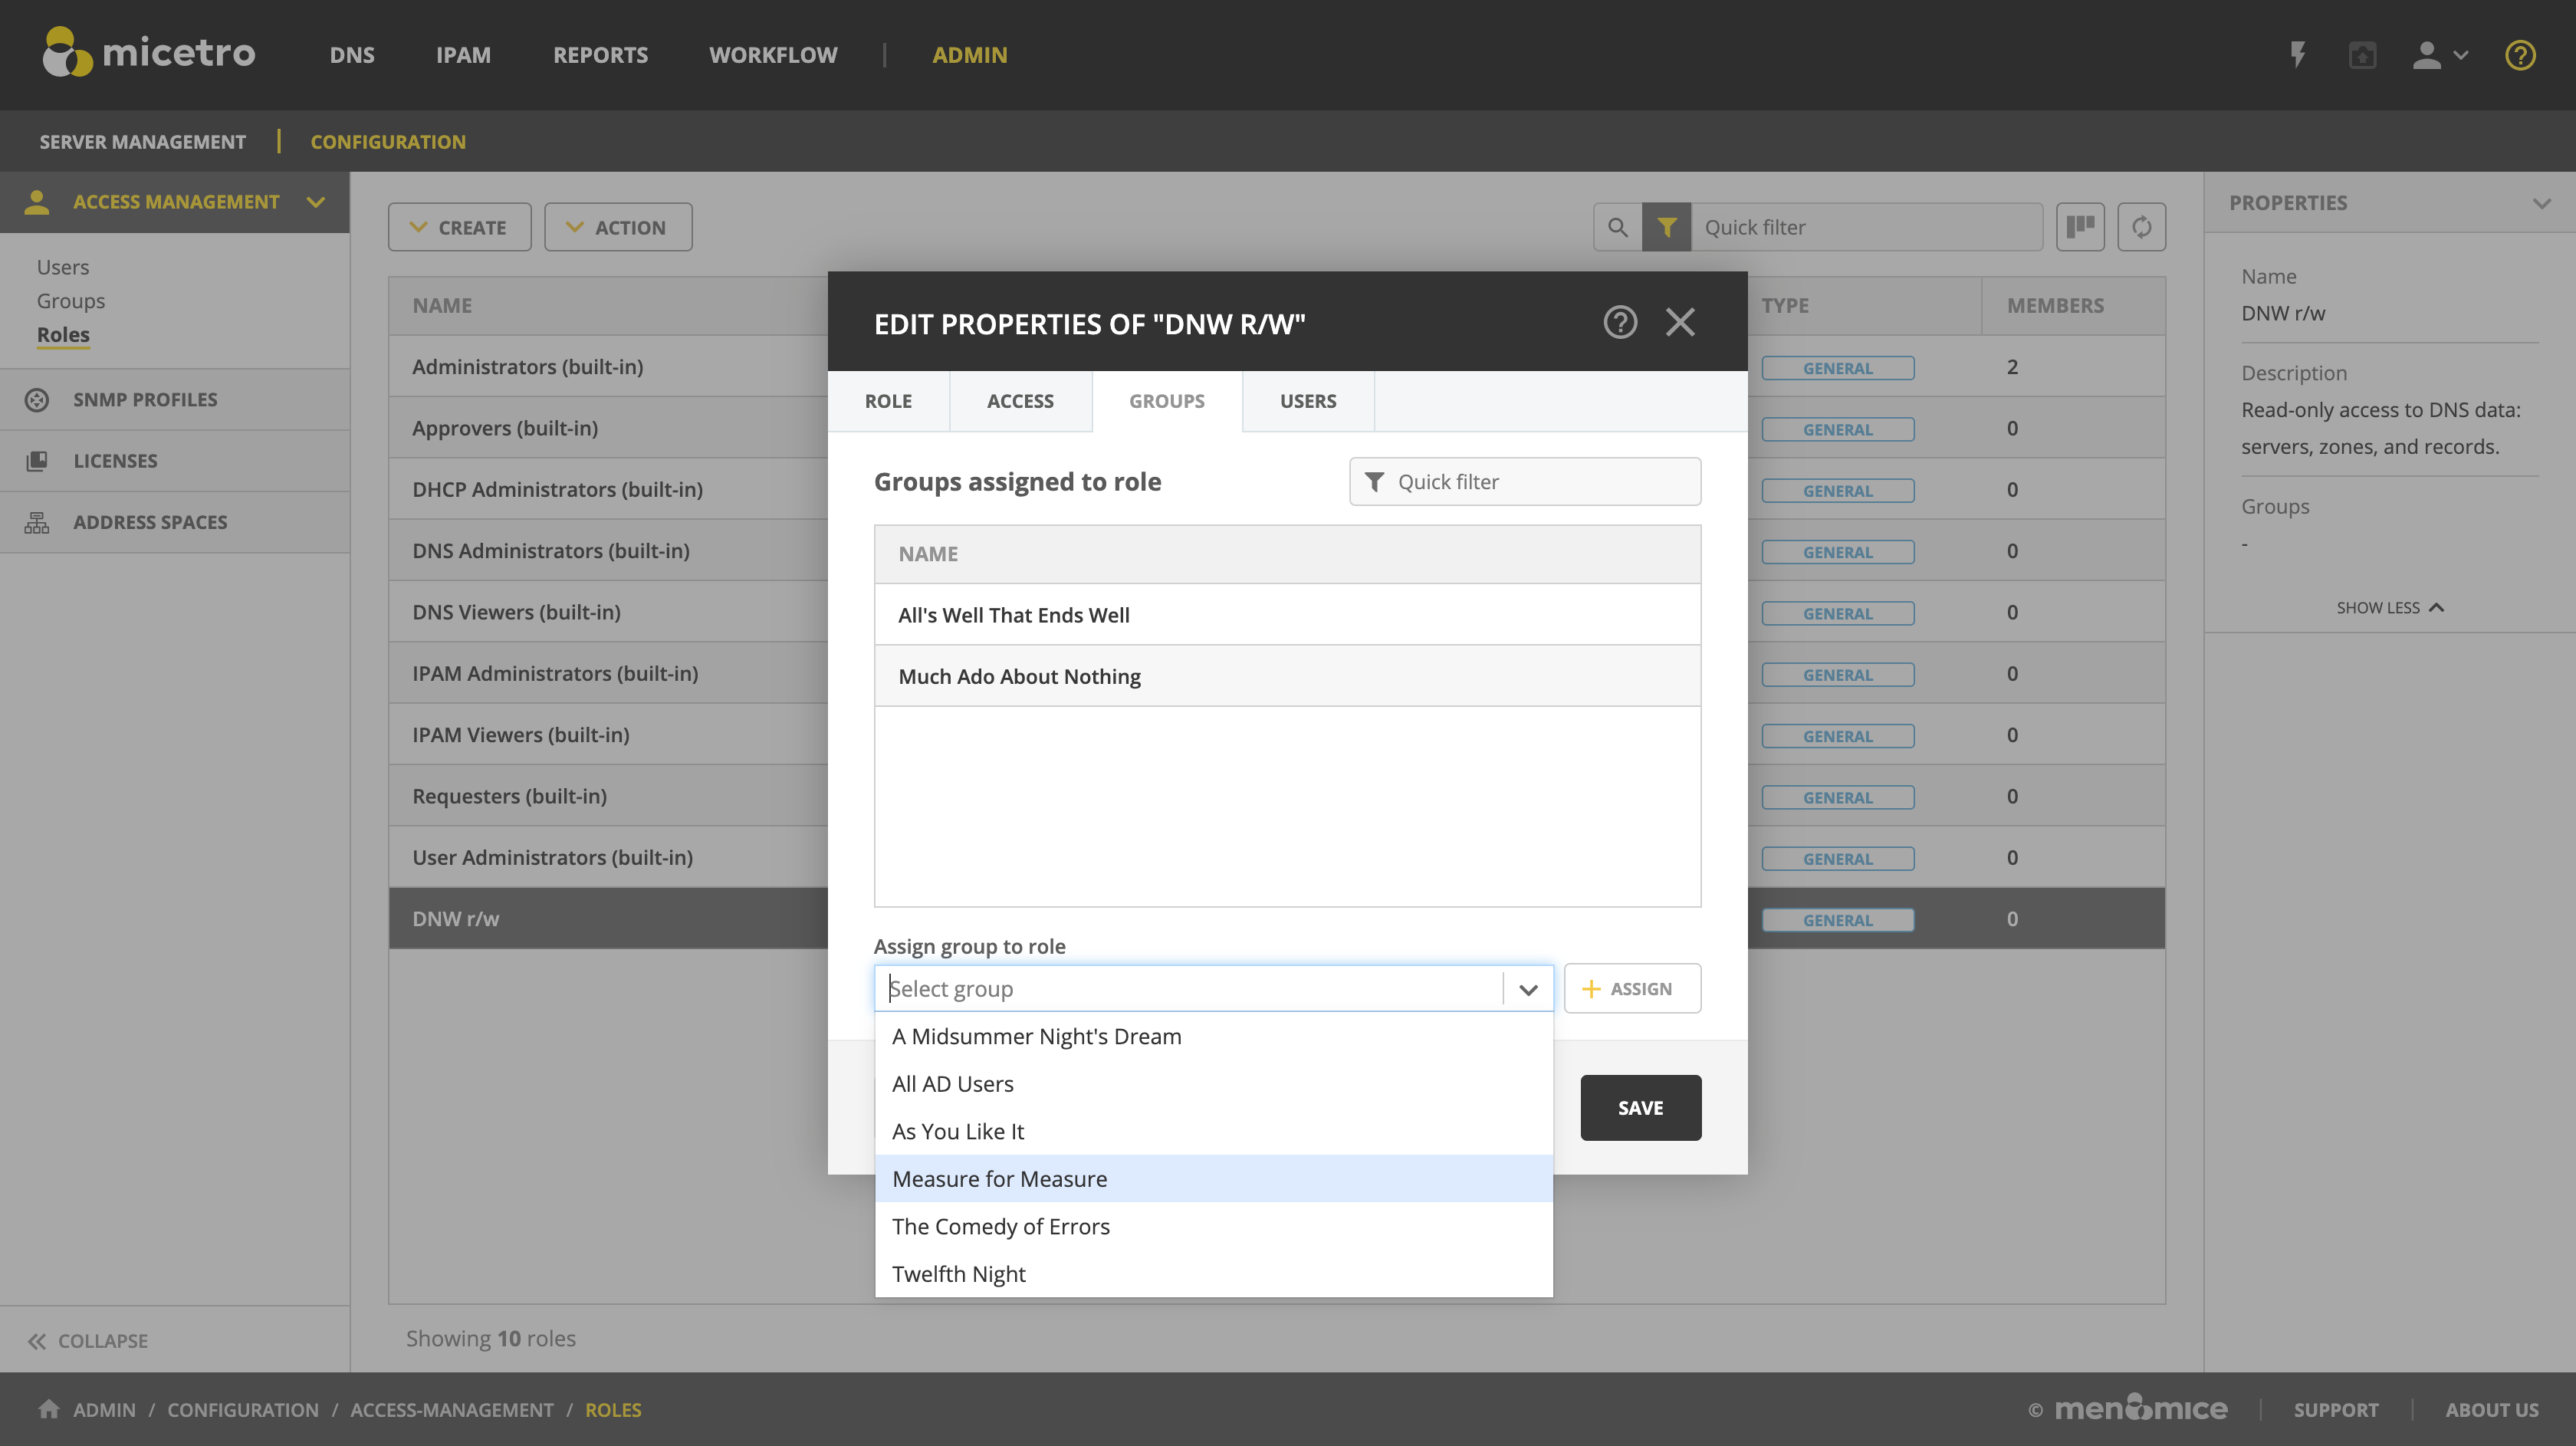 micetro
DNS
IPAM
REPORTS
WORKFLOW
ADMIN
SERVER MANAGEMENT
CONFIGURATION
ACCESS MANAGEMENT
Users
Groups
Roles
SNMP PROFILES
LICENSES
ADDRESS SPACES
COLLAPSE
CREATE
ACTION
Quick filter
NAME
TYPE
MEMBERS
Administrators (built-in)
GENERAL
2
Approvers (built-in)
GENERAL
0
DHCP Administrators (built-in)
GENERAL
0
DNS Administrators (built-in)
GENERAL
0
DNS Viewers (built-in)
GENERAL
0
IPAM Administrators (built-in)
GENERAL
0
IPAM Viewers (built-in)
GENERAL
0
Requesters (built-in)
GENERAL
0
User Administrators (built-in)
GENERAL
0
DNW r/w
GENERAL
0
Showing 10 roles
EDIT PROPERTIES OF "DNW R/W"
ROLE
ACCESS
GROUPS
USERS
Groups assigned to role
Quick filter
NAME
All's Well That Ends Well
Much Ado About Nothing
Assign group to role
Select group
ASSIGN
A Midsummer Night's Dream
All AD Users
As You Like It
Measure for Measure
The Comedy of Errors
Twelfth Night
SAVE
PROPERTIES
Name
DNW r/w
Description
Read-only access to DNS data:
servers, zones, and records.
Groups
-
SHOW LESS
ADMIN / CONFIGURATION / ACCESS-MANAGEMENT / ROLES
© men&mice
SUPPORT
ABOUT US